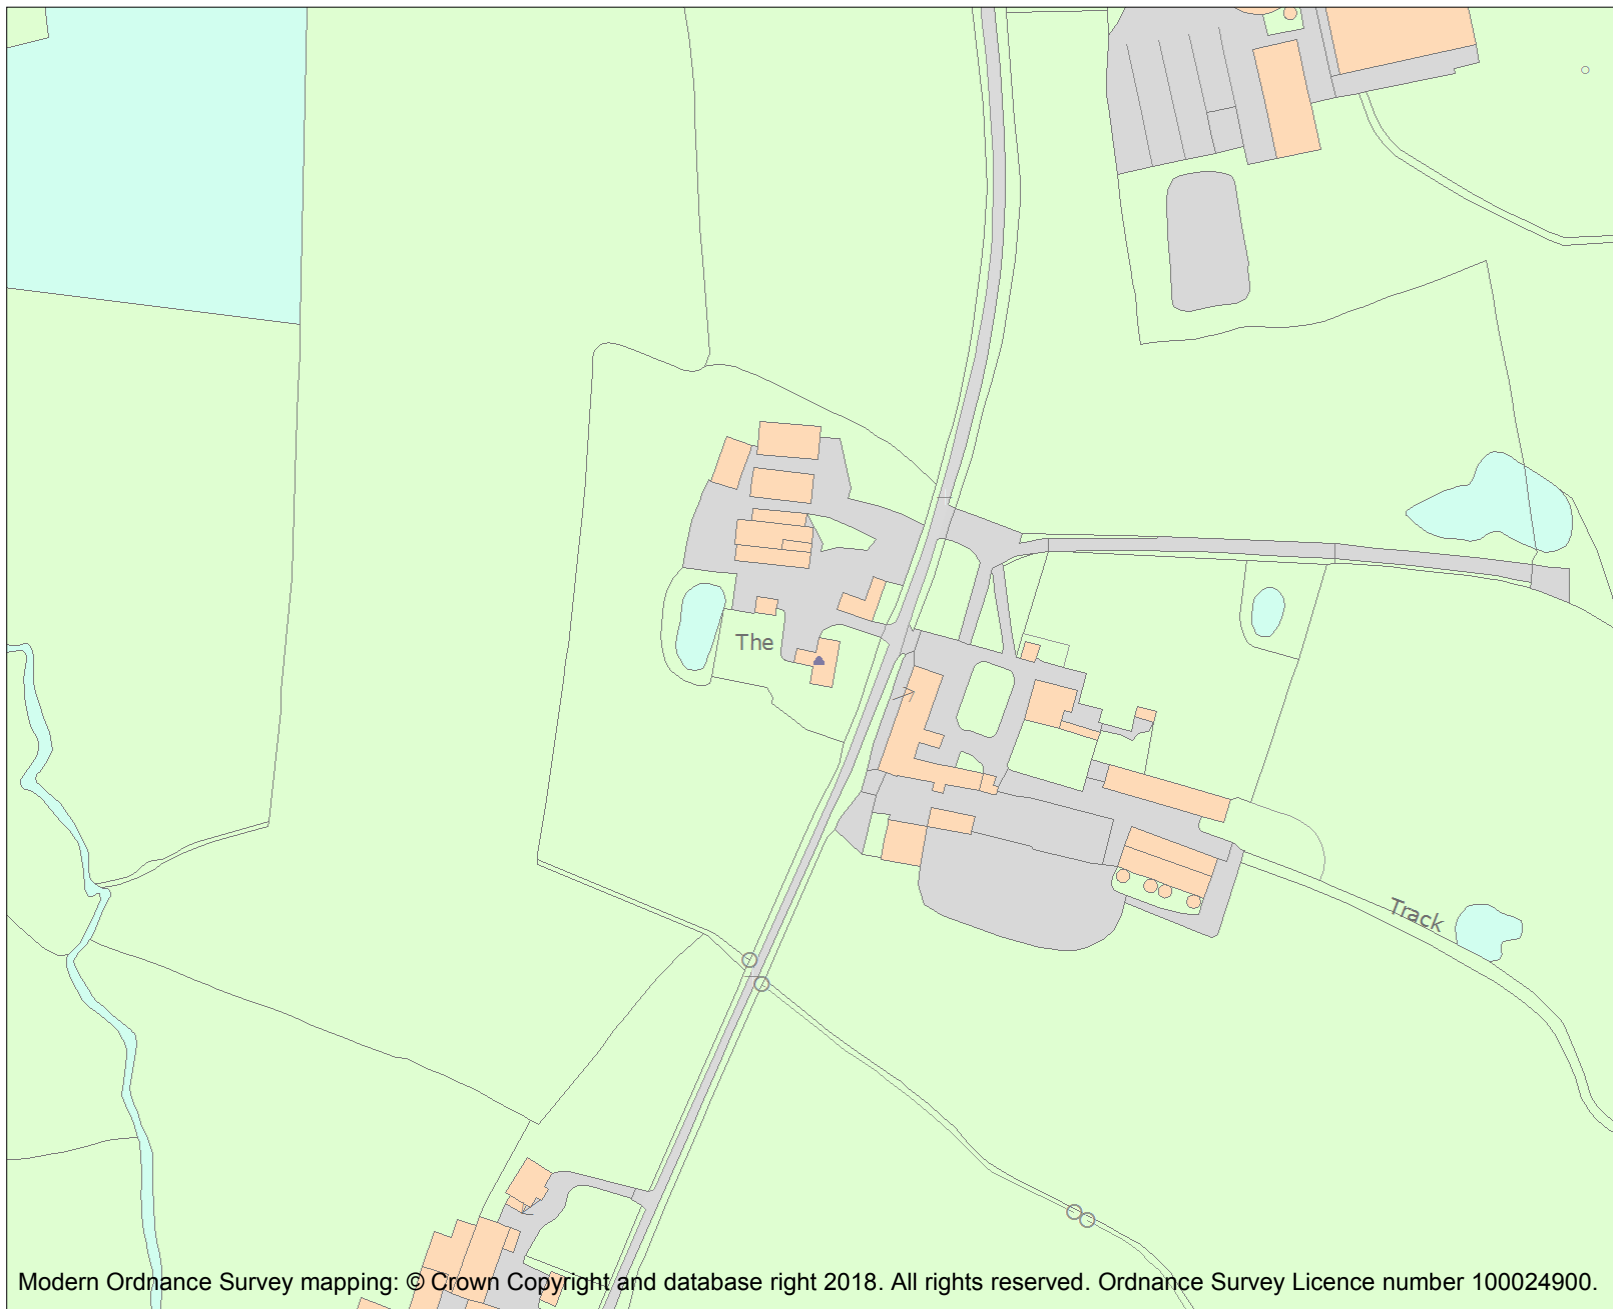 The
Track
Modern Ordnance Survey mapping: © Crown Copyright and database right 2018. All rights reserved. Ordnance Survey Licence number 100024900.